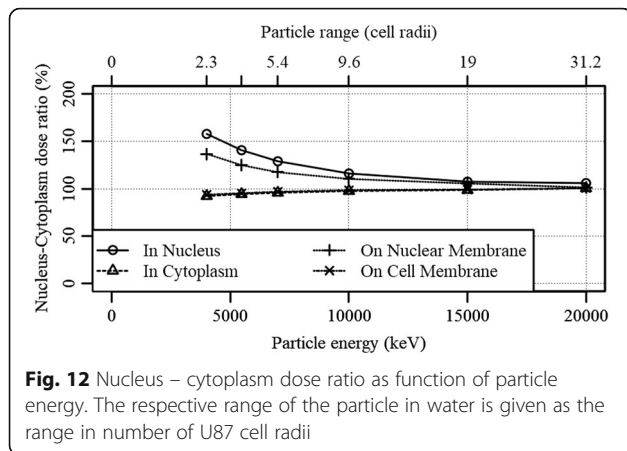 Particle range (cell radii)
0 2.3 5.4 9.6 19 31.2
Nucleus-Cytoplasm dose ratio (%)
200
150
100
50
0
In Nucleus On Nuclear Membrane
In Cytoplasm On Cell Membrane
0 5000 10000 15000 20000
Particle energy (keV)
Fig. 12 Nucleus – cytoplasm dose ratio as function of particle
energy. The respective range of the particle in water is given as the
range in number of U87 cell radii